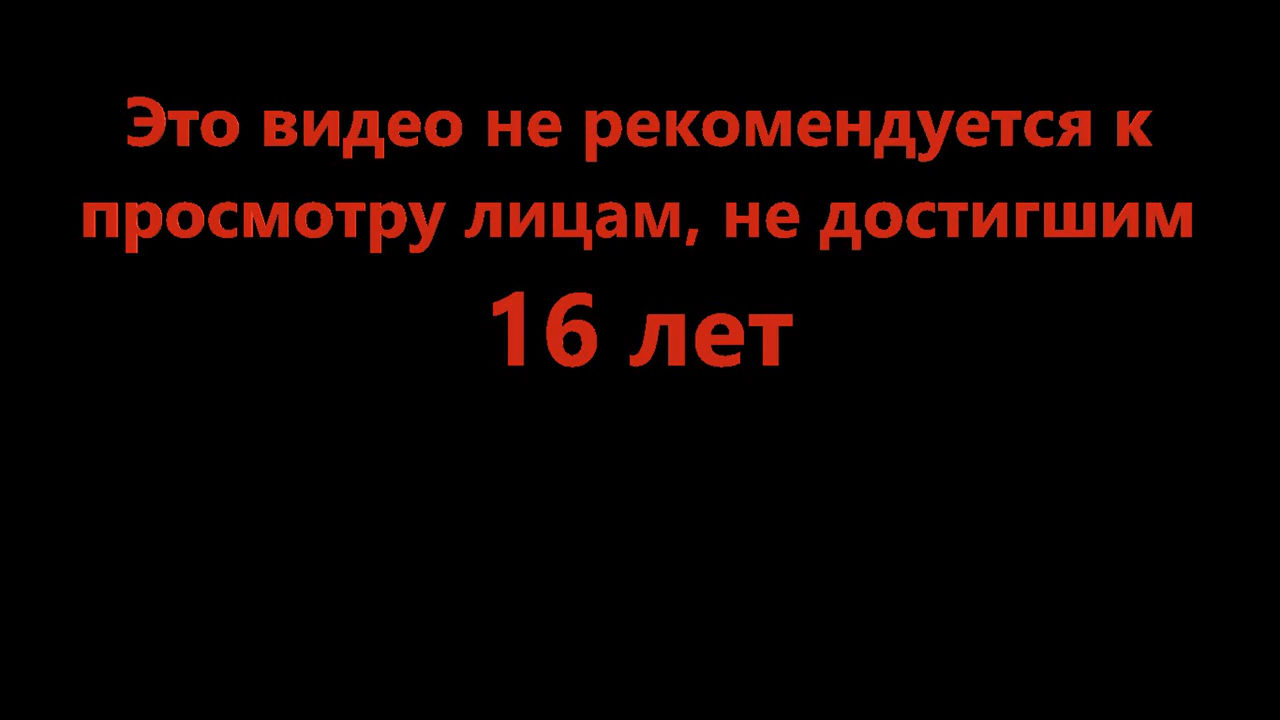 Это видео не рекомендуется к
просмотру лицам, не достигшим
16 лет